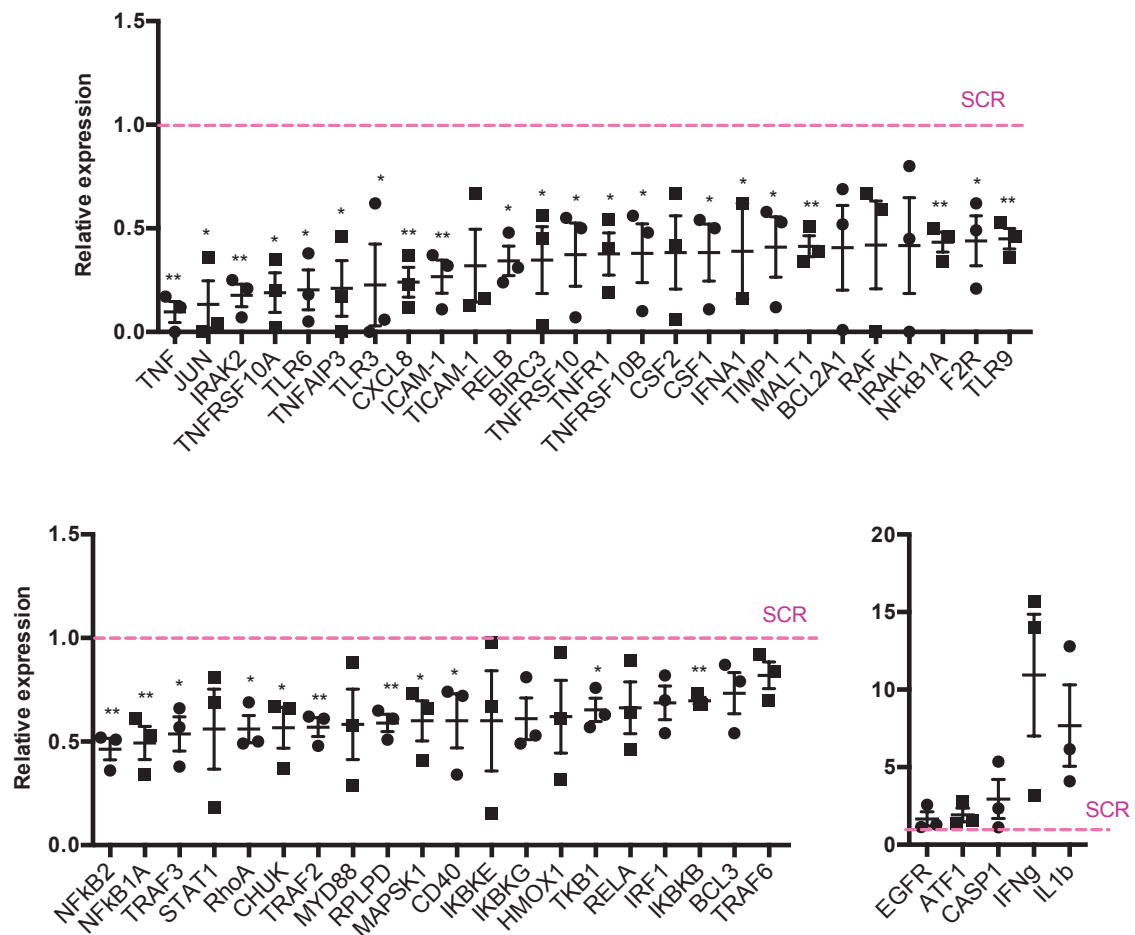 1.5
1.0
0.5
0.0
Relative expression
SCR
** * ** * * * * ** ** * * * * * * * * ** ** * **
TNF
JUN
IRAK2
TNFRSF10A
TLR6
TNFAIP3
TLR3
CXCL8
ICAM-1
TICAM-1
RELB
BIRC3
TNFRSF10
TNFR1
TNFRSF10B
CSF2
CSF1
IFNA1
TIMP1
MALT1
BCL2A1
RAF
IRAK1
NFkB1A
F2R
TLR9
1.5
1.0
0.5
0.0
Relative expression
SCR
** ** * * * ** ** * * * **
NFkB2
NFkB1A
TRAF3
STAT1
RhoA
CHUK
TRAF2
MYD88
RPLPD
MAPSK1
CD40
IKBKE
IKBKG
HMOX1
TKB1
RELA
IRF1
IKBKB
BCL3
TRAF6
20
15
10
5
0
SCR
EGFR
ATF1
CASP1
IFNg
IL1b